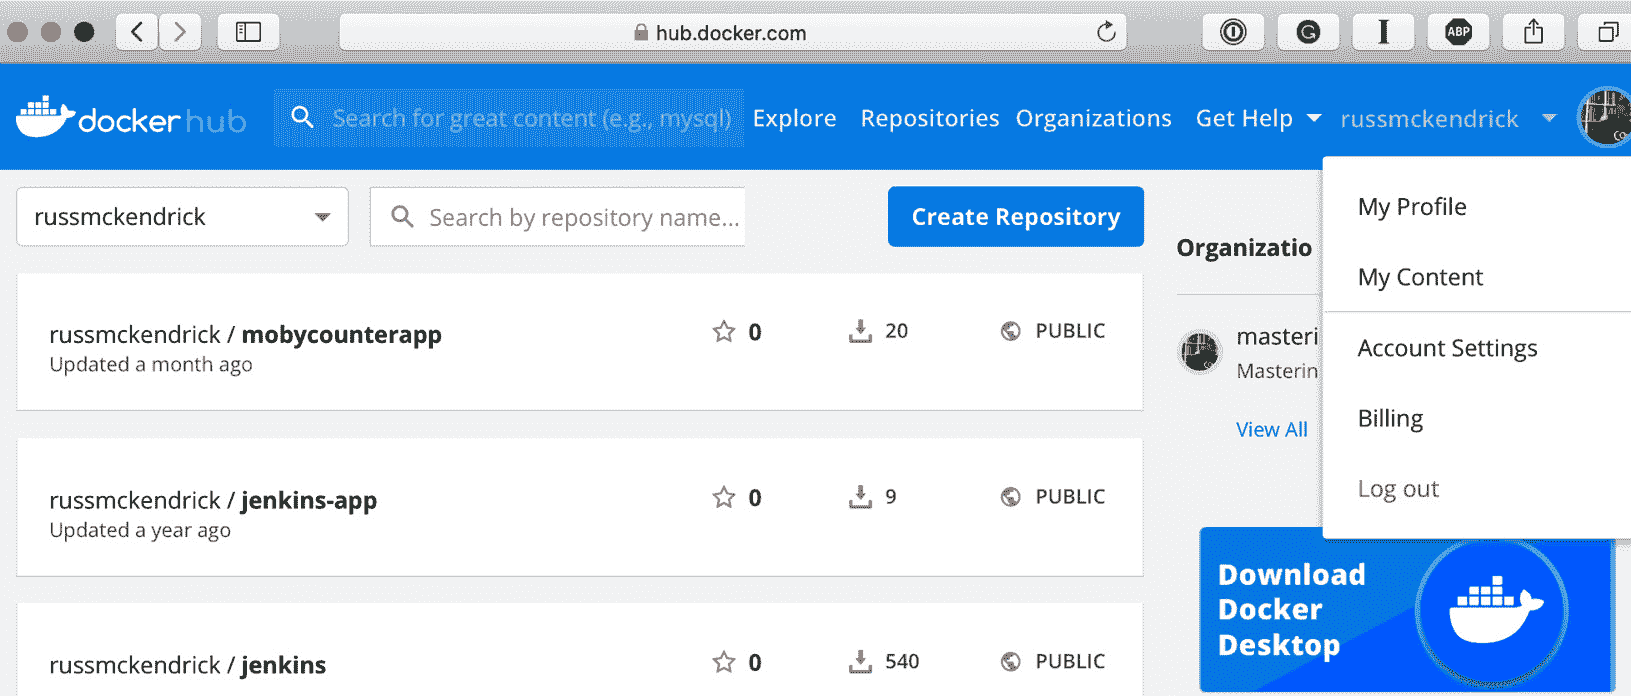 hub.docker.com
ABP
docker hub
Search for great content (e.g., mysql)
Explore
Repositories
Organizations
Get Help
russmckendrick
russmckendrick
Search by repository name...
Create Repository
Organizatio
My Profile
My Content
Account Settings
Billing
Log out
russmckendrick / mobycounterapp
Updated a month ago
0
20
PUBLIC
masteri
Masterin
View All
russmckendrick / jenkins-app
Updated a year ago
0
9
PUBLIC
russmckendrick / jenkins
0
540
PUBLIC
Download
Docker
Desktop